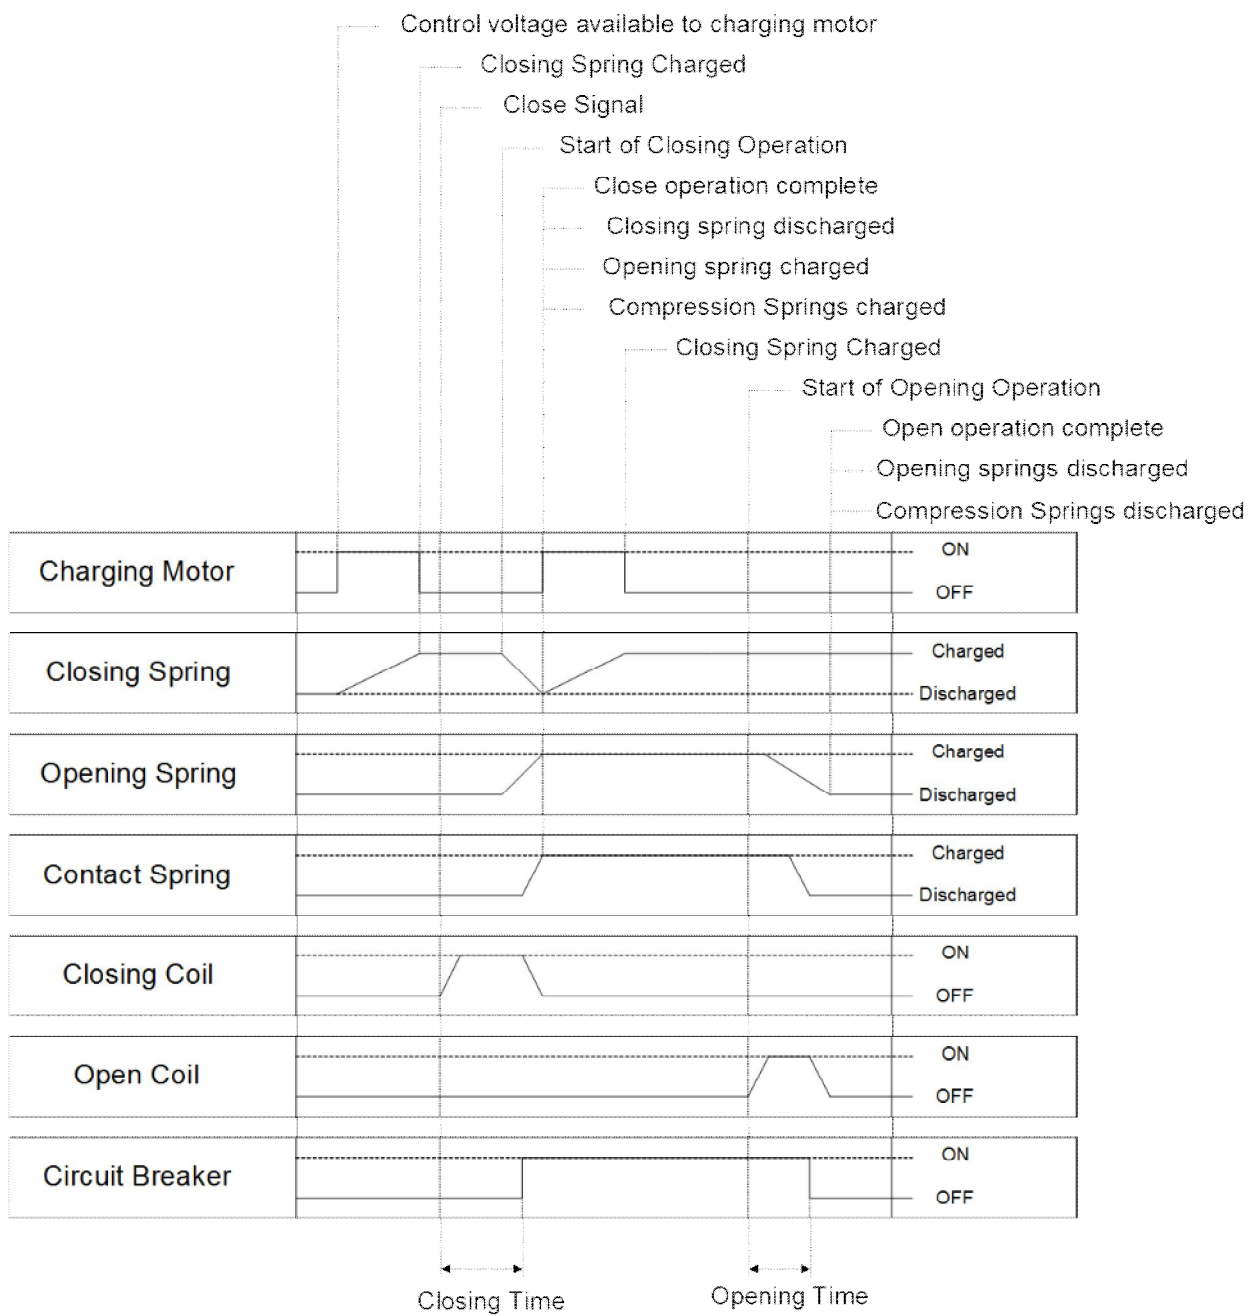 Control voltage available to charging motor
Closing Spring Charged
Close Signal
Start of Closing Operation
Close operation complete
Closing spring discharged
Opening spring charged
Compression Springs charged
Closing Spring Charged
Start of Opening Operation
Open operation complete
Opening springs discharged
Compression Springs discharged
Charging Motor
ON
OFF
Closing Spring
Charged
Discharged
Opening Spring
Charged
Discharged
Contact Spring
Charged
Discharged
Closing Coil
ON
OFF
Open Coil
ON
OFF
Circuit Breaker
ON
OFF
Closing Time
Opening Time